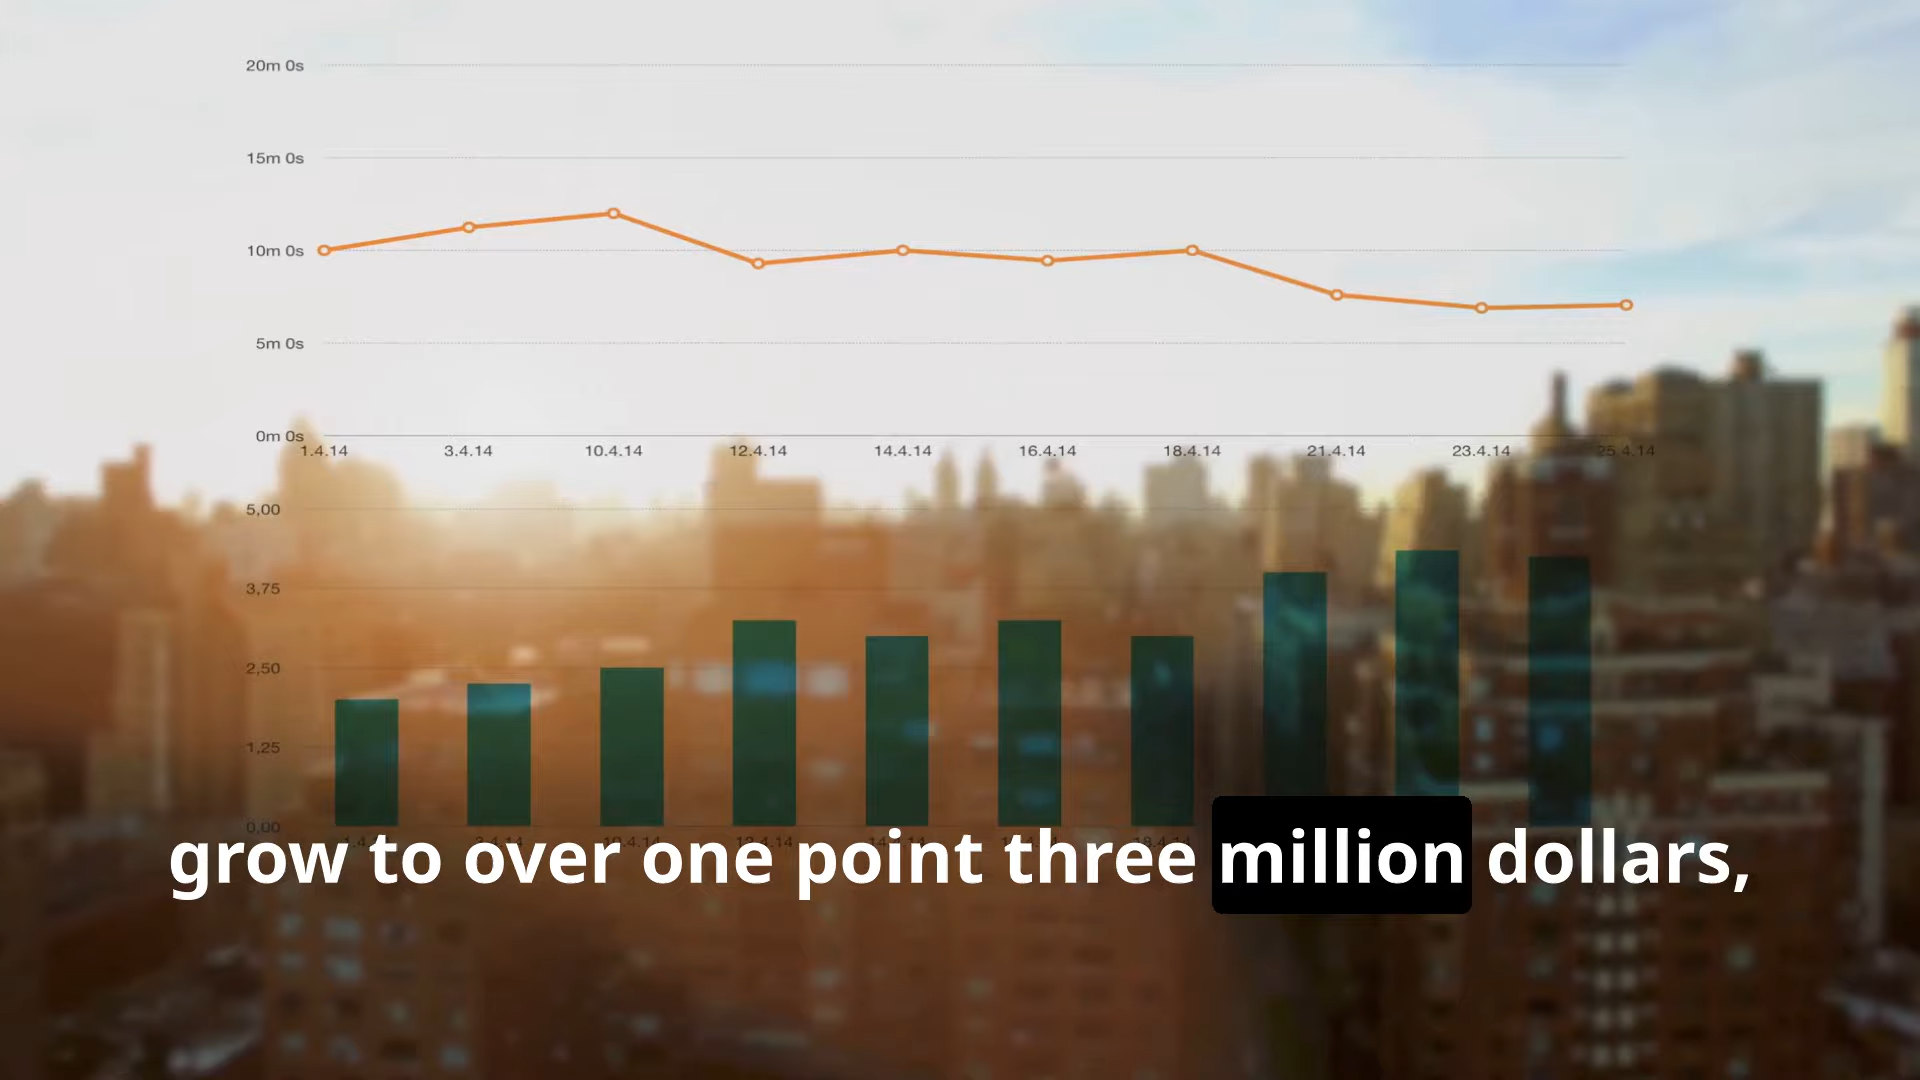 20m 0s
15m 0s
10m 0s
5m 0s
0m 0s
1.4.14 3.4.14 10.4.14 12.4.14 14.4.14 16.4.14 18.4.14 21.4.14 23.4.14 25.4.14
5,00
3,75
2,50
1,25
0,00
grow to over one point three million dollars,